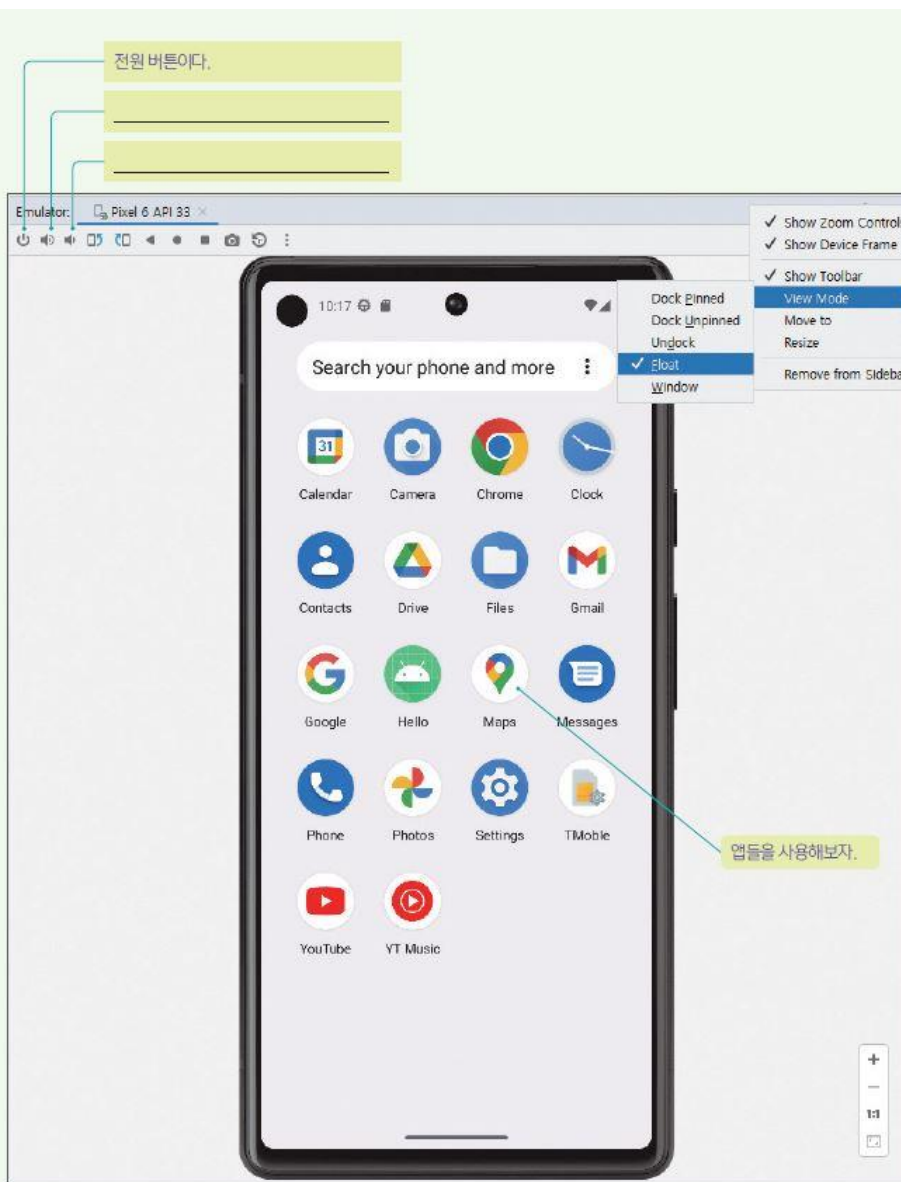 전원 버튼이다.
Emulator: Pixel 6 API 33
Show Zoom Controls
Show Device Frame
Show Toolbar
View Mode
Move to
Resize
Remove from Sideba
Dock Pinned
Dock Unpinned
Undock
Float
Window
10:17
Search your phone and more
31
Calendar Camera Chrome Clock
Contacts Drive Files Gmail
Google Hello Maps Messages
Phone Photos Settings TMoble
앱들을 사용해보자.
YouTube YT Music
1:1